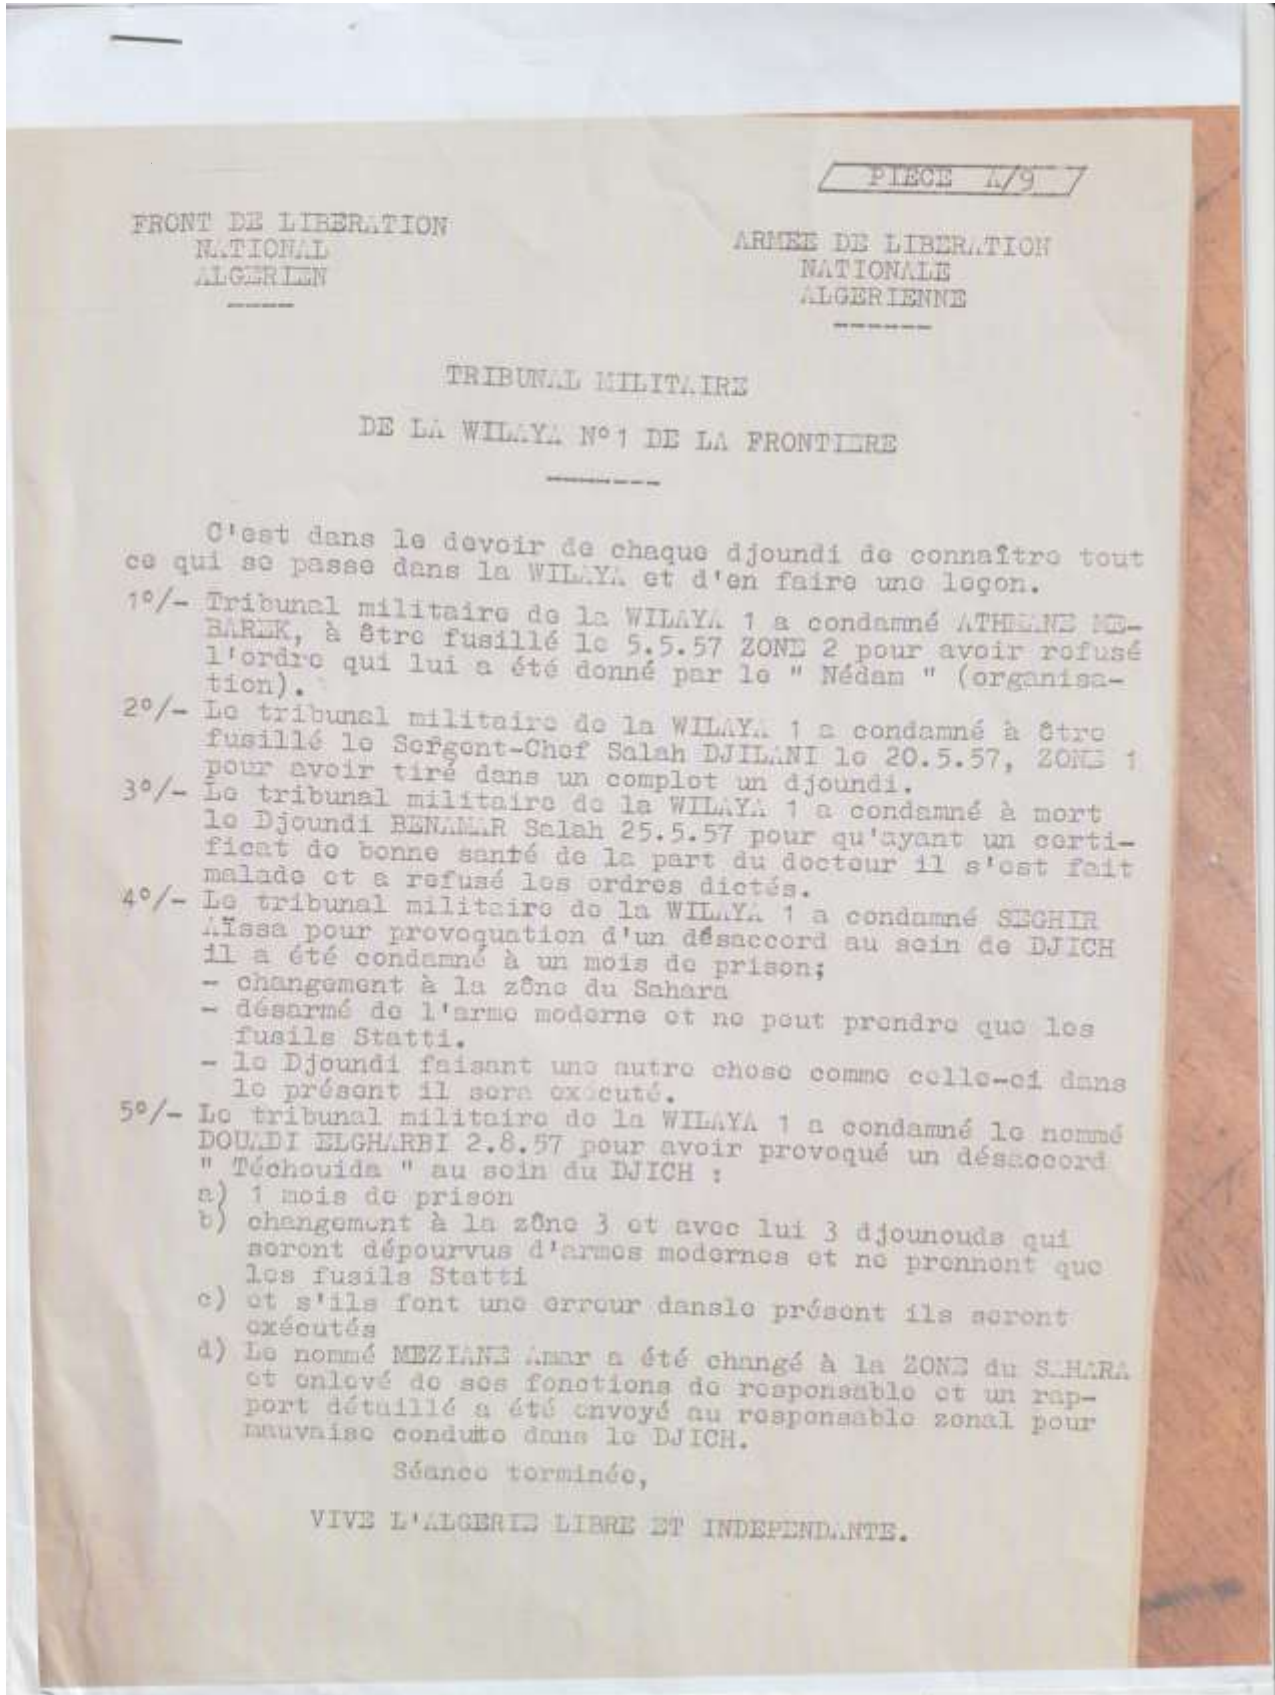 PIECE A/9
FRONT DE LIBERATION
NATIONAL
ALGERIEN
ARMEE DE LIBERATION
NATIONALE
ALGERIENNE
TRIBUNAL MILITAIRE
DE LA WILAYA N°1 DE LA FRONTIERE
C'est dans le devoir de chaque djoundi de connaître tout
ce qui se passe dans la WILAYA et d'en faire une leçon.
1°/- Tribunal militaire de la WILAYA 1 a condamné ATHMANE ME-
BAREK, à être fusillé le 5.5.57 ZONE 2 pour avoir refusé
l'ordre qui lui a été donné par le " Nédam " (organisa-
tion).
2°/- Le tribunal militaire de la WILAYA 1 a condamné à être
fusillé le Sergent-Chef Salah DJILANI le 20.5.57, ZONE 1
pour avoir tiré dans un complot un djoundi.
3°/- Le tribunal militaire de la WILAYA 1 a condamné à mort
le Djoundi BENAMAR Salah 25.5.57 pour qu'ayant un certi-
ficat de bonne santé de la part du docteur il s'est fait
malade et a refusé les ordres dictés.
4°/- Le tribunal militaire de la WILAYA 1 a condamné SEGHIR
Aïssa pour provoquation d'un désaccord au sein de DJICH
il a été condamné à un mois de prison;
- changement à la zône du Sahara
- désarmé de l'arme moderne et ne peut prendre que les
fusils Statti.
- le Djoundi faisant une autre chose comme celle-ci dans
le présent il sera exécuté.
5°/- Le tribunal militaire de la WILAYA 1 a condamné le nommé
DOUADI ELGHARBI 2.8.57 pour avoir provoqué un désaccord
" Téchouida " au sein du DJICH :
a) 1 mois de prison
b) changement à la zône 3 et avec lui 3 djounouds qui
seront dépourvus d'armes modernes et ne prennent que
les fusils Statti
c) et s'ils font une erreur dansle présent ils seront
exécutés
d) Le nommé MEZIANE Amar a été changé à la ZONE du SAHARA
et enlevé de ses fonctions de responsable et un rap-
port détaillé a été envoyé au responsable zonal pour
mauvaise conduite dans le DJICH.
Séance terminée,
VIVE L'ALGERIE LIBRE ET INDEPENDANTE.